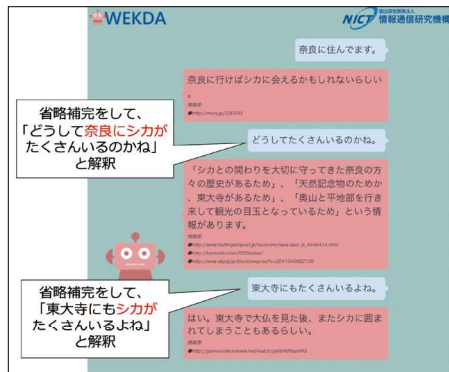 WEKDA
NICT
国立研究開発法人
情報通信研究機構
奈良に住んでます。
奈良に行けばシカに会えるかもしれないらしい
。
情報源:
省略補完をして、
「どうして奈良にシカが
たくさんいるのかね」
と解釈
どうしてたくさんいるのかね。
「シカとの関わりを大切に守ってきた奈良の方
々の歴史があるため」、「天然記念物のためか
、東大寺があるため」、「奥山と平地部を行き
来して観光の目玉となっているため」という情
報があります。
情報源:
東大寺にもたくさんいるよね。
省略補完をして、
「東大寺にもシカが
たくさんいるよね」
と解釈
はい。東大寺で大仏を見た後、またシカに囲ま
れてしまうこともあるらしい。
情報源: